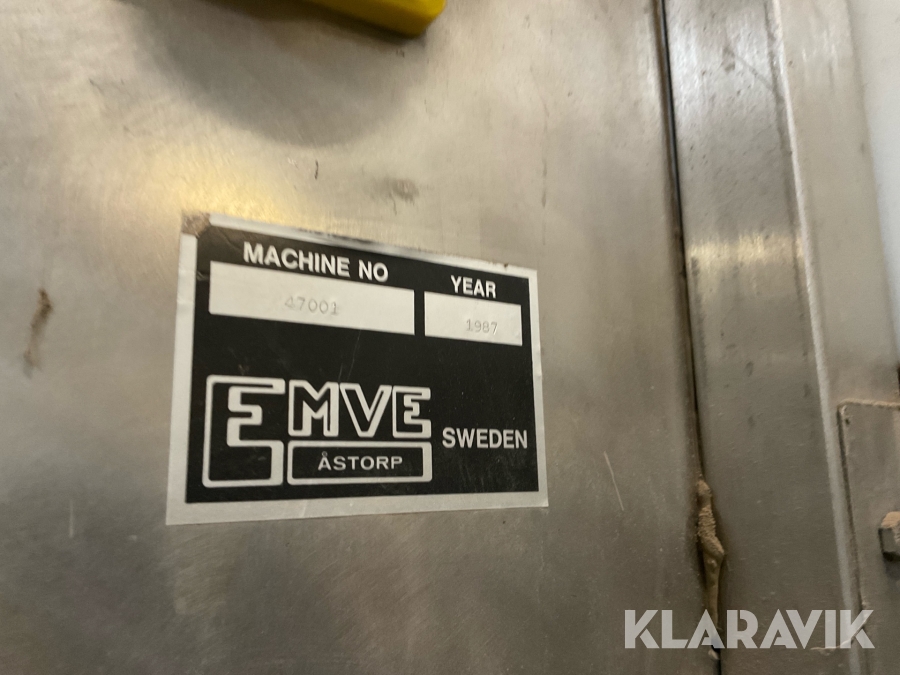 MACHINE NO YEAR
47001 1987
EMVE
ÅSTORP
SWEDEN
KLARAVIK